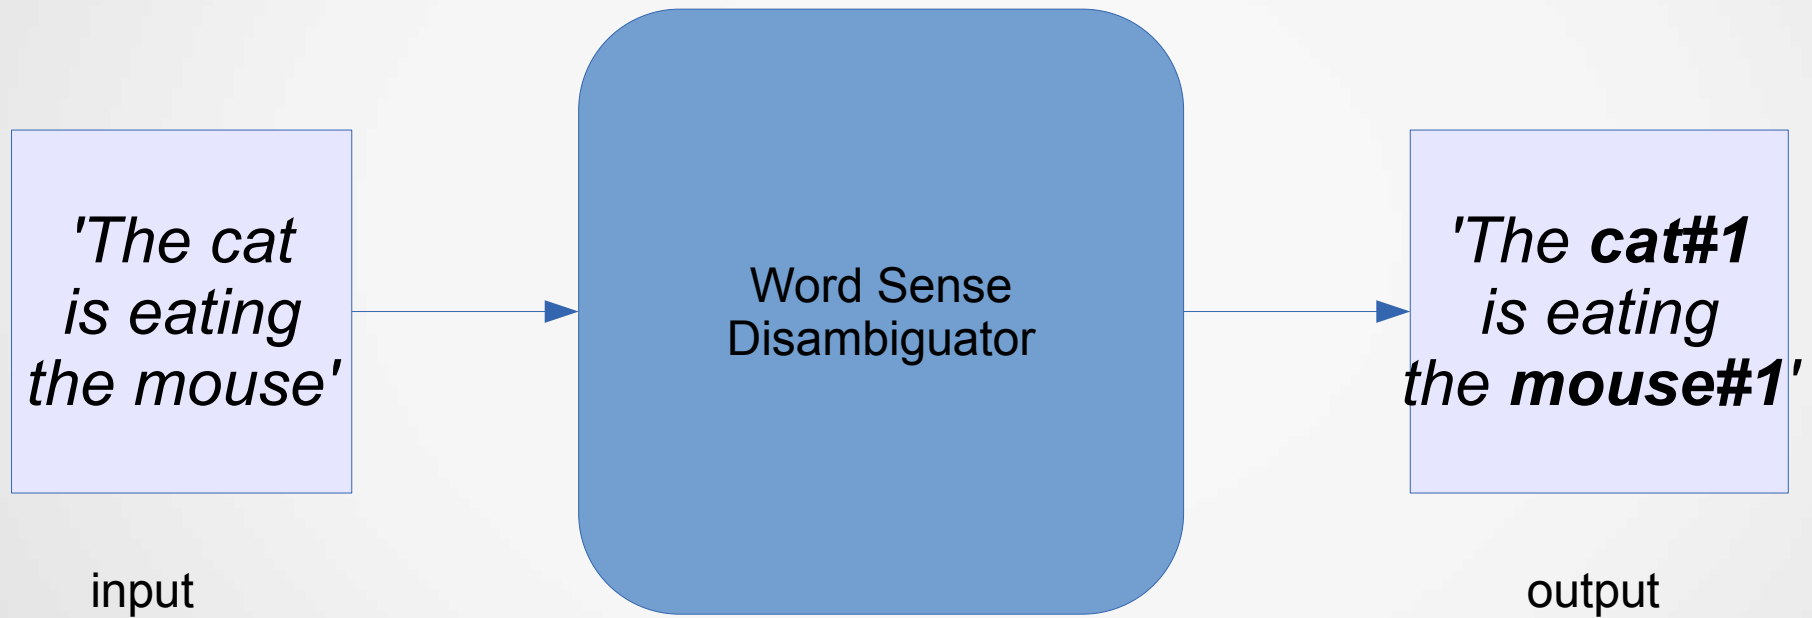 'The cat
is eating
the mouse'
input
Word Sense
Disambiguator
'The cat#1
is eating
the mouse#1'
output